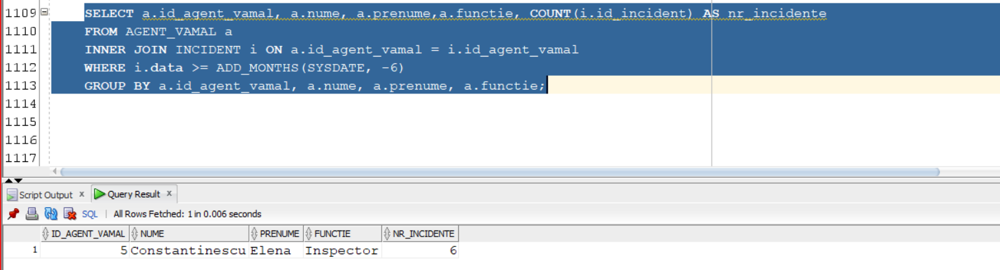 1109 SELECT a.id_agent_vamal, a.nume, a.prenume,a.functie, COUNT(i.id_incident) AS nr_incidente
1110 FROM AGENT_VAMAL a
1111 INNER JOIN INCIDENT i ON a.id_agent_vamal = i.id_agent_vamal
1112 WHERE i.data >= ADD_MONTHS(SYSDATE, -6)
1113 GROUP BY a.id_agent_vamal, a.nume, a.prenume, a.functie;
1114
1115
1116
1117
Script Output x Query Result x
SQL | All Rows Fetched: 1 in 0.006 seconds
ID_AGENT_VAMAL NUME PRENUME FUNCTIE NR_INCIDENTE
1 5 Constantinescu Elena Inspector 6